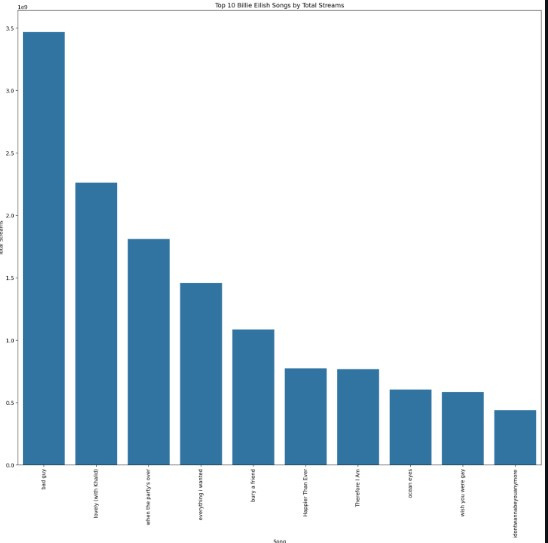 Top 10 Billie Eilish Songs by Total Streams
1e9
3.5
3.0
2.5
2.0
1.5
1.0
0.5
0.0
Total Streams
bad guy
lovely (with Khalid)
when the party's over
everything i wanted
bury a friend
Happier Than Ever
Therefore I Am
ocean eyes
wish you were gay
idontwannabeyouanymore
Song